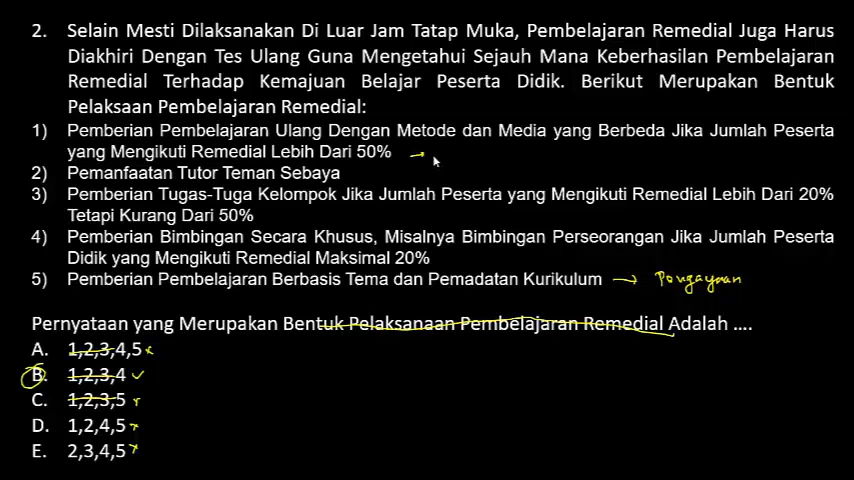 2. Selain Mesti Dilaksanakan Di Luar Jam Tatap Muka, Pembelajaran Remedial Juga Harus
Diakhiri Dengan Tes Ulang Guna Mengetahui Sejauh Mana Keberhasilan Pembelajaran
Remedial Terhadap Kemajuan Belajar Peserta Didik. Berikut Merupakan Bentuk
Pelaksaan Pembelajaran Remedial:
1) Pemberian Pembelajaran Ulang Dengan Metode dan Media yang Berbeda Jika Jumlah Peserta
yang Mengikuti Remedial Lebih Dari 50% →
2) Pemanfaatan Tutor Teman Sebaya
3) Pemberian Tugas-Tuga Kelompok Jika Jumlah Peserta yang Mengikuti Remedial Lebih Dari 20%
Tetapi Kurang Dari 50%
4) Pemberian Bimbingan Secara Khusus, Misalnya Bimbingan Perseorangan Jika Jumlah Peserta
Didik yang Mengikuti Remedial Maksimal 20%
5) Pemberian Pembelajaran Berbasis Tema dan Pemadatan Kurikulum → Pengayaan
Pernyataan yang Merupakan Bentuk Pelaksanaan Pembelajaran Remedial Adalah ....
A. 1,2,3,4,5 ×
B. 1,2,3,4 ✓
C. 1,2,3,5 ×
D. 1,2,4,5 ×
E. 2,3,4,5 ×